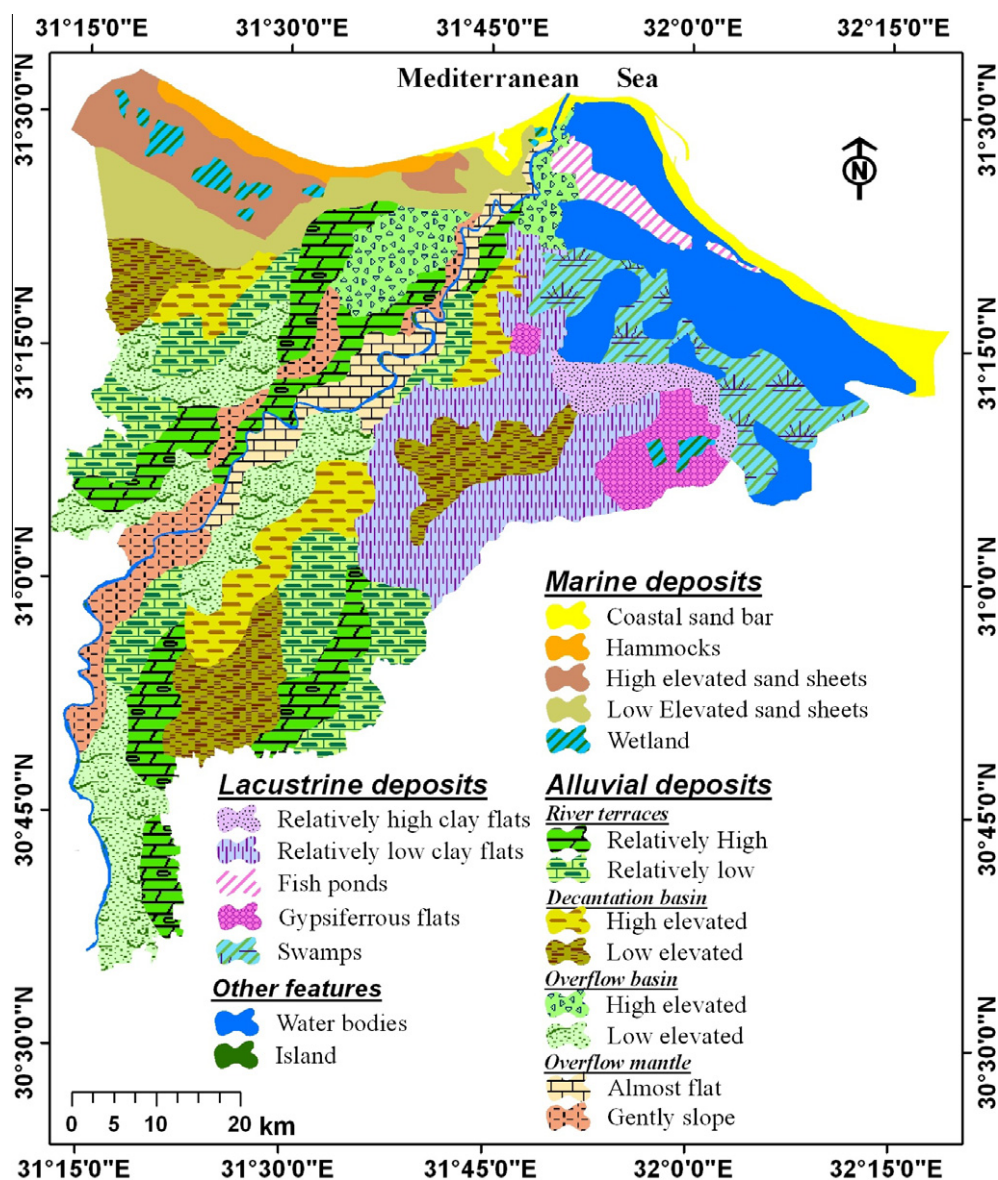 31°15'0"E 31°30'0"E 31°45'0"E 32°0'0"E 32°15'0"E
Mediterranean Sea
N
31°30'0"N
31°15'0"N
31°0'0"N
30°45'0"N
30°30'0"N
31°30'0"N
31°15'0"N
31°0'0"N
30°45'0"N
30°30'0"N
Marine deposits
Coastal sand bar
Hammocks
High elevated sand sheets
Low Elevated sand sheets
Wetland
Lacustrine deposits
Relatively high clay flats
Relatively low clay flats
Fish ponds
Gypsiferrous flats
Swamps
Other features
Water bodies
Island
Alluvial deposits
River terraces
Relatively High
Relatively low
Decantation basin
High elevated
Low elevated
Overflow basin
High elevated
Low elevated
Overflow mantle
Almost flat
Gently slope
0 5 10 20 km
31°15'0"E 31°30'0"E 31°45'0"E 32°0'0"E 32°15'0"E